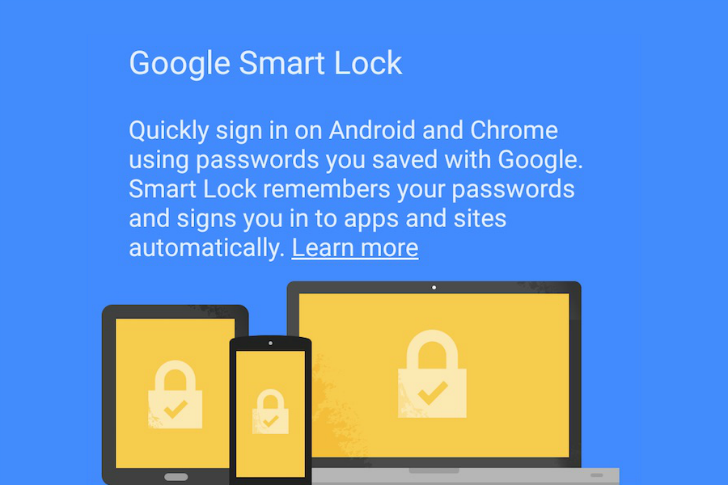 Google Smart Lock
Quickly sign in on Android and Chrome
using passwords you saved with Google.
Smart Lock remembers your passwords
and signs you in to apps and sites
automatically. Learn more